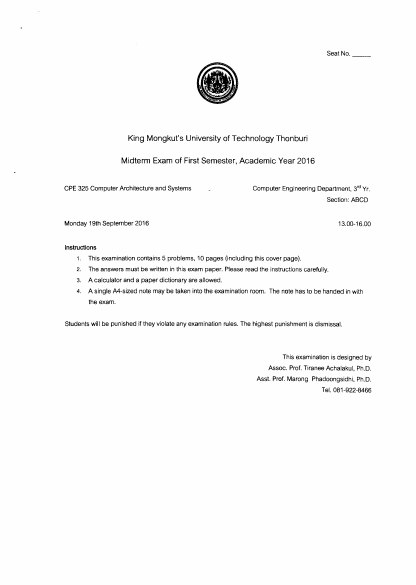 Seat No. _____
King Mongkut's University of Technology Thonburi
Midterm Exam of First Semester, Academic Year 2016
CPE 325 Computer Architecture and Systems Computer Engineering Department, 3rd Yr.
Section: ABCD
Monday 19th September 2016 13.00-16.00
Instructions
1. This examination contains 5 problems, 10 pages (including this cover page).
2. The answers must be written in this exam paper. Please read the instructions carefully.
3. A calculator and a paper dictionary are allowed.
4. A single A4-sized note may be taken into the examination room. The note has to be handed in with
the exam.
Students will be punished if they violate any examination rules. The highest punishment is dismissal.
This examination is designed by
Assoc. Prof. Tiranee Achalakul, Ph.D.
Asst. Prof. Marong Phadoongsidhi, Ph.D.
Tel. 081-922-8466